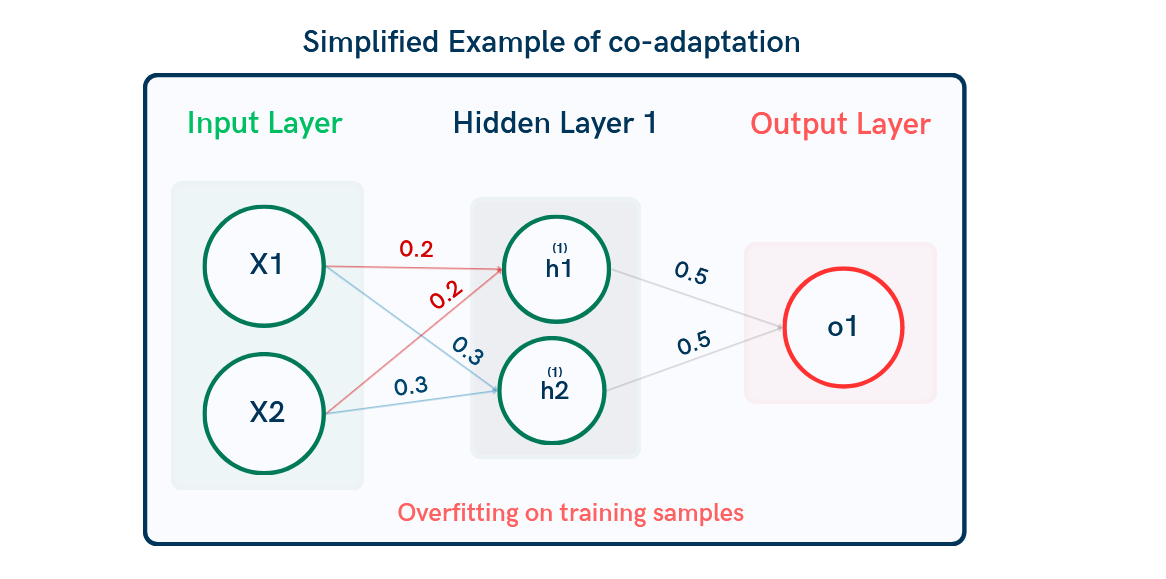 Simplified Example of co-adaptation
Input Layer
Hidden Layer 1
Output Layer
X1
X2
0.2
0.2
0.3
0.3
(1)
h1
(1)
h2
0.5
0.5
o1
Overfitting on training samples